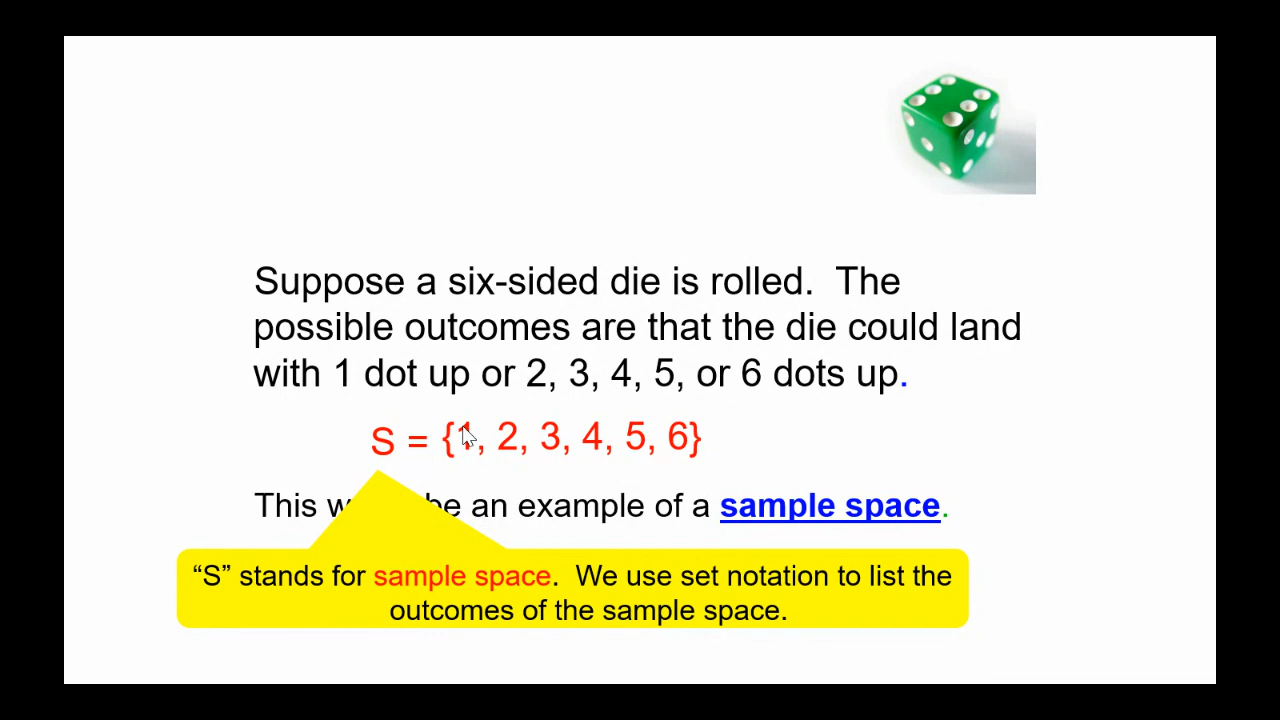 Suppose a six-sided die is rolled.  The
possible outcomes are that the die could land
with 1 dot up or 2, 3, 4, 5, or 6 dots up.
S = {1, 2, 3, 4, 5, 6}
This be an example of a sample space.
“S” stands for sample space.  We use set notation to list the
outcomes of the sample space.